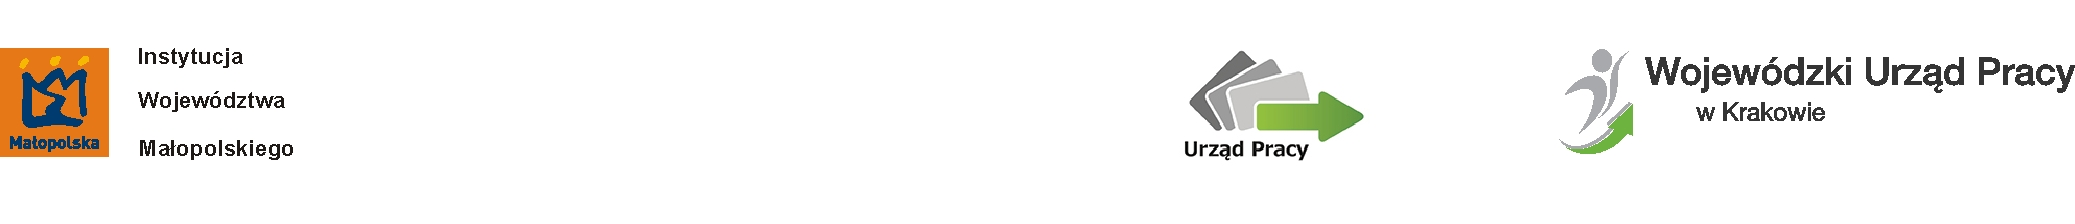 Instytucja
Województwa
Małopolskiego
Małopolska
Urząd Pracy
Wojewódzki Urząd Pracy
w Krakowie